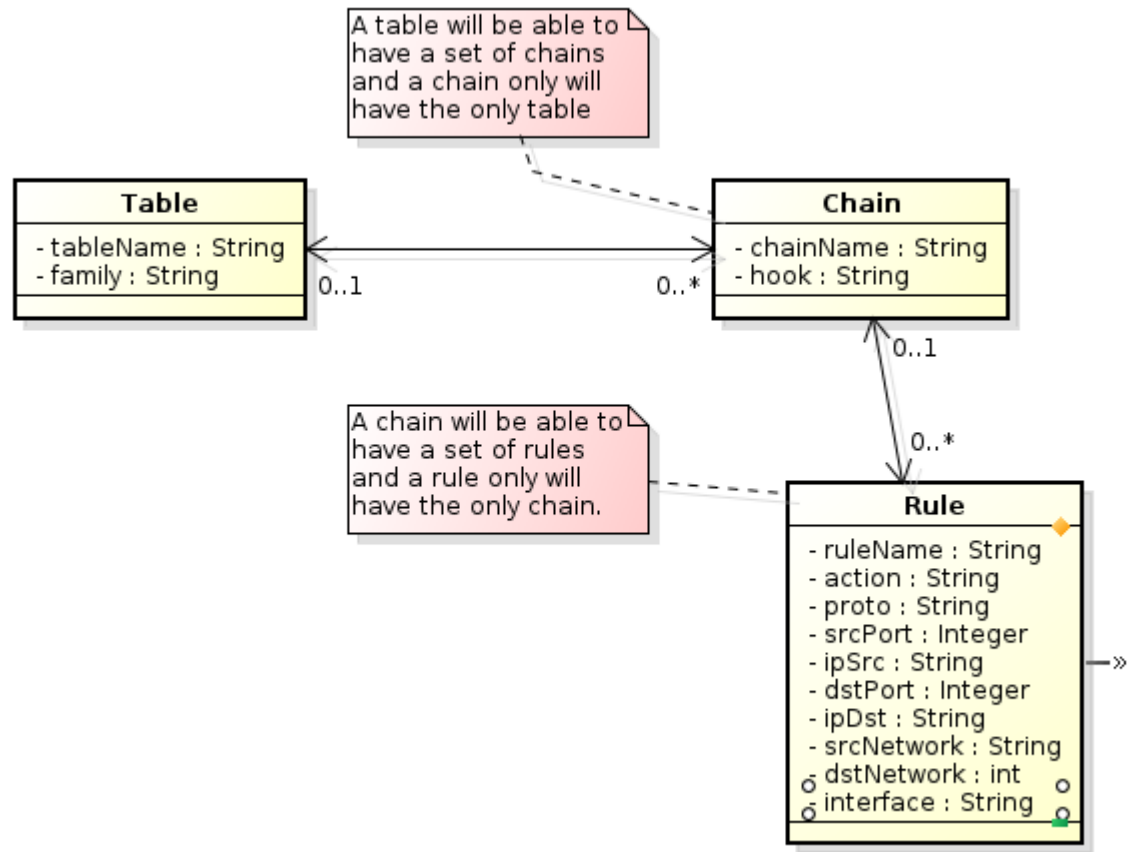 A table will be able to
have a set of chains
and a chain only will
have the only table
Table
- tableName : String
- family : String
0..1
0..*
Chain
- chainName : String
- hook : String
0..1
0..*
A chain will be able to
have a set of rules
and a rule only will
have the only chain.
Rule
- ruleName : String
- action : String
- proto : String
- srcPort : Integer
- ipSrc : String
- dstPort : Integer
- ipDst : String
- srcNetwork : String
- dstNetwork : int
- interface : String